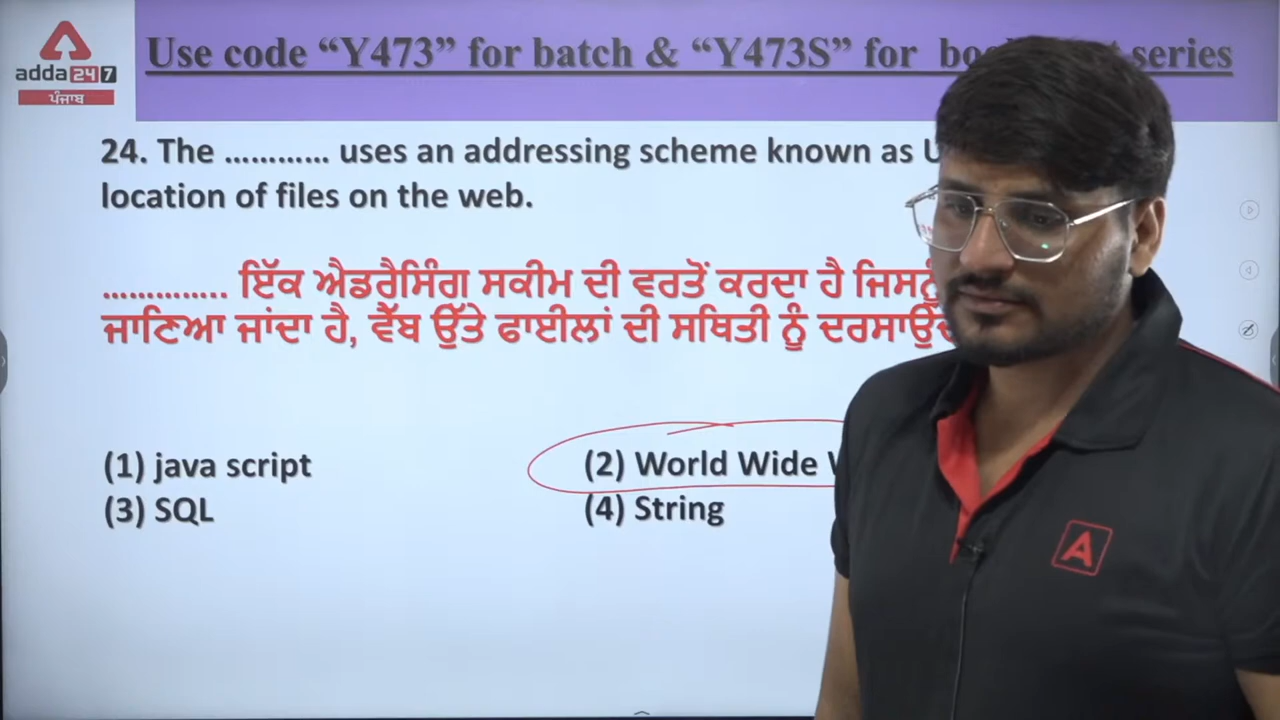 Use code “Y473” for batch & “Y473S” for series
adda 247
ਪੰਜਾਬ
24. The ............. uses an addressing scheme known as
location of files on the web.
.............. ਇੱਕ ਐਡਰੈਸਿੰਗ ਸਕੀਮ ਦੀ ਵਰਤੋਂ ਕਰਦਾ ਹੈ ਜਿਸਨੂੰ
ਜਾਣਿਆ ਜਾਂਦਾ ਹੈ, ਵੈੱਬ ਉੱਤੇ ਫਾਈਲਾਂ ਦੀ ਸਥਿਤੀ ਨੂੰ
(1) java script
(2) World Wide
(3) SQL
(4) String
A